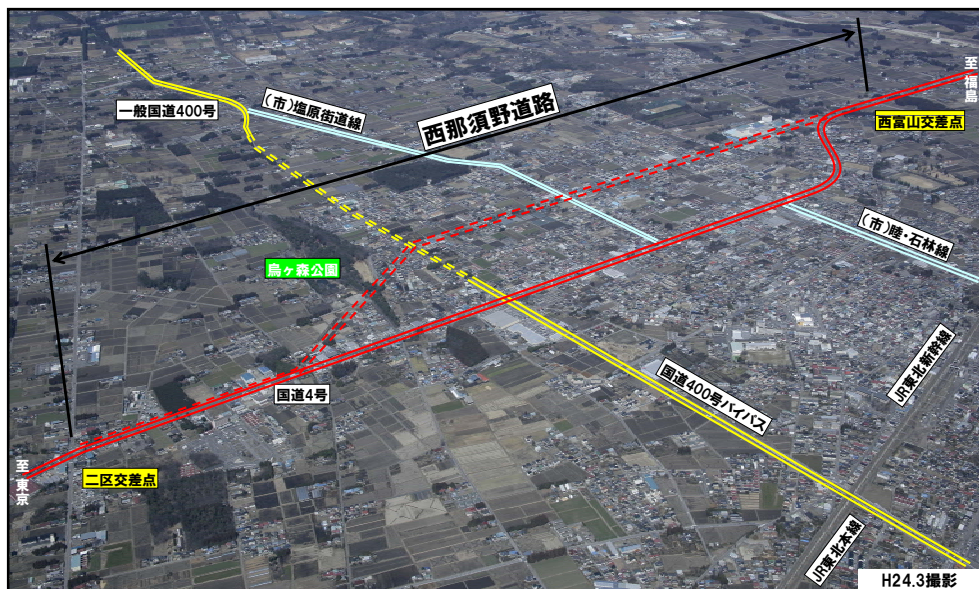 至 福島
一般国道400号
(市)塩原街道線
西那須野道路
西富山交差点
(市)陸・石林線
烏ヶ森公園
JR東北新幹線
国道4号
国道400号バイパス
至 東京
二区交差点
JR東北本線
H24.3撮影